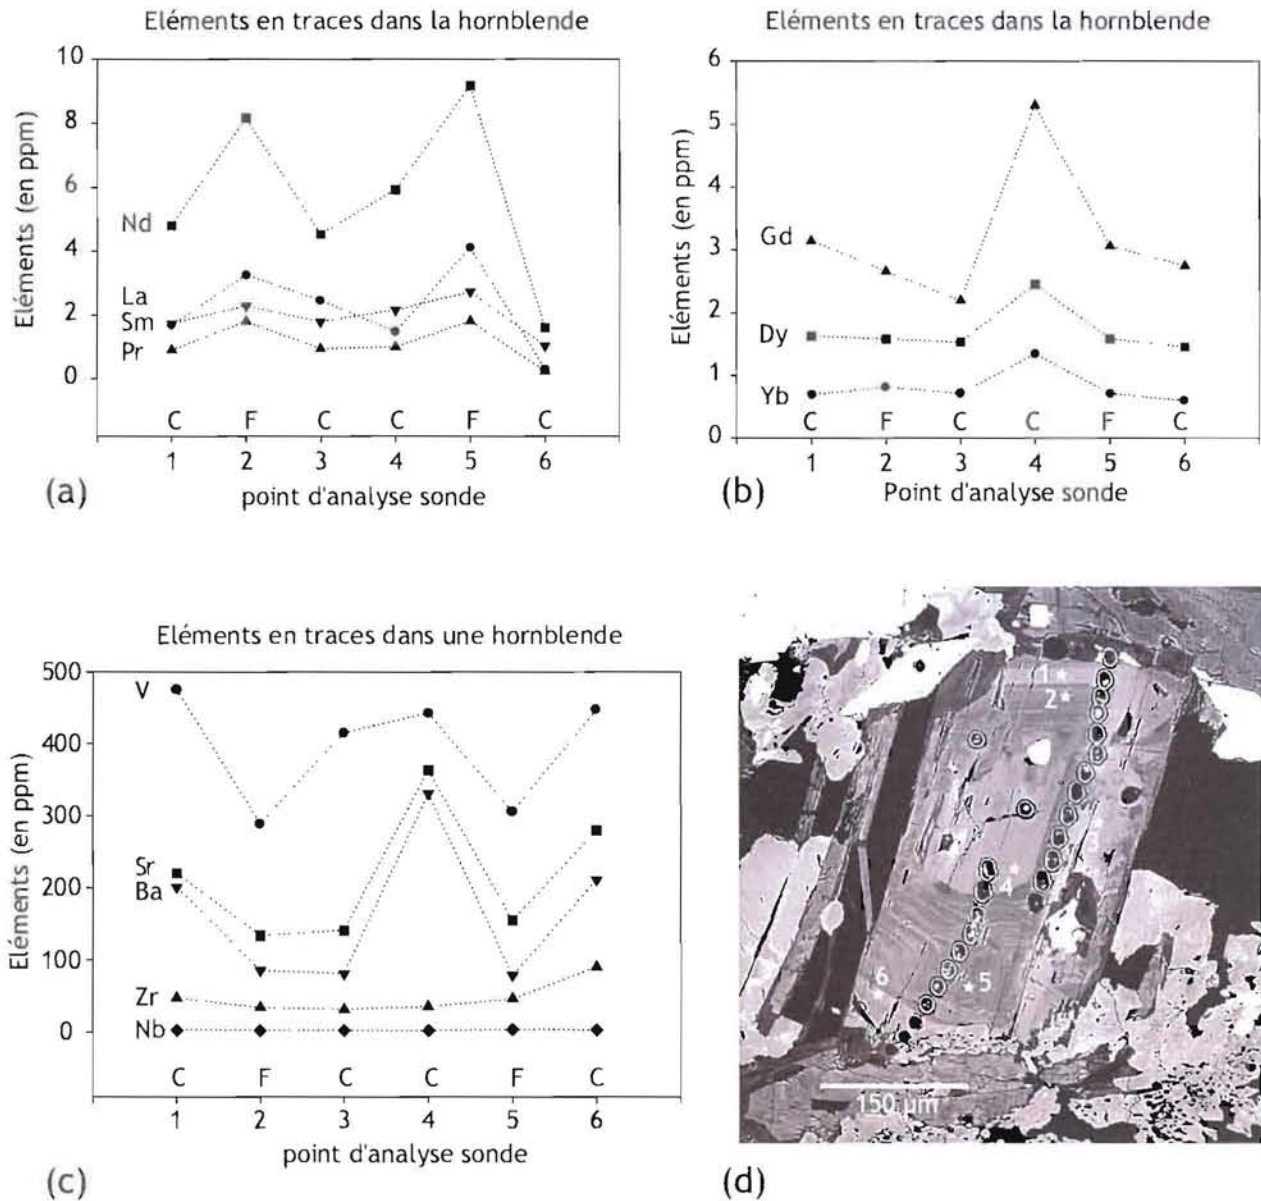 Eléments en traces dans la hornblende
Eléments (en ppm)
10
8
6
4
2
0
Nd
La
Sm
Pr
C F C C F C
1 2 3 4 5 6
point d'analyse sonde
(a)
Eléments en traces dans la hornblende
Eléments (en ppm)
6
5
4
3
2
1
0
Gd
Dy
Yb
C F C C F C
1 2 3 4 5 6
Point d'analyse sonde
(b)
Eléments en traces dans une hornblende
Eléments (en ppm)
500
400
300
200
100
0
V
Sr
Ba
Zr
Nb
C F C C F C
1 2 3 4 5 6
point d'analyse sonde
(c)
1
2
3
4
6
5
150 µm
(d)